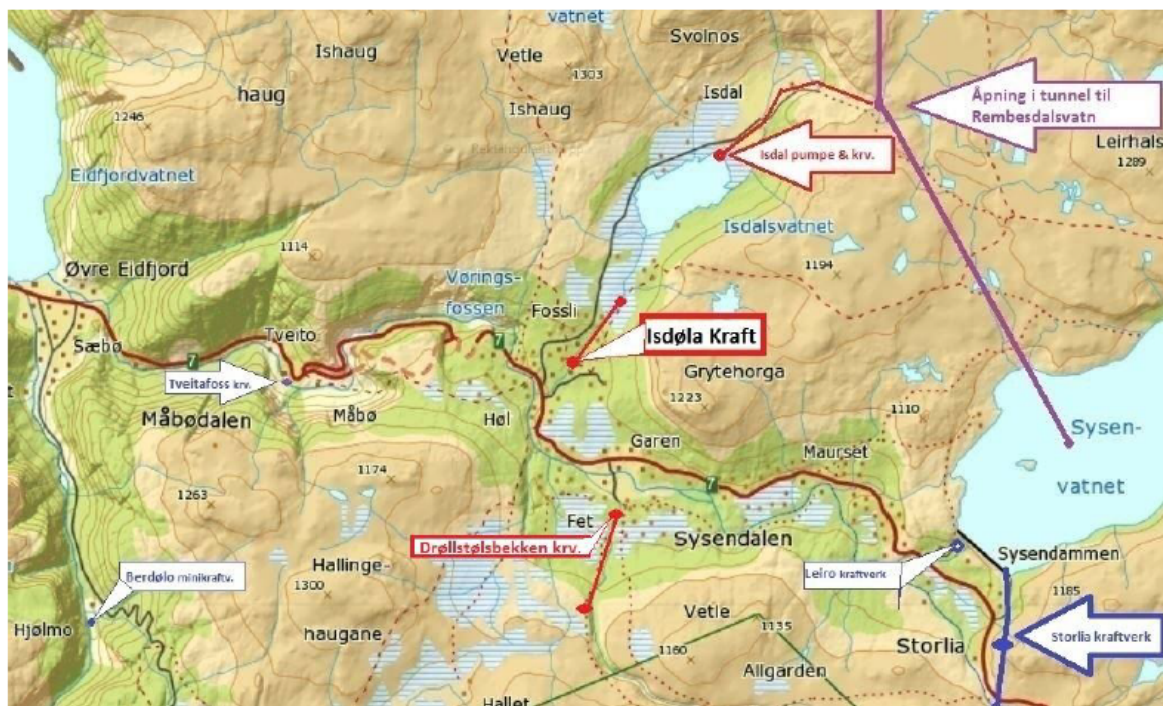 vatnet
Svolnos
Ishaug
Vetle
1303
haug
Ishaug
Isdal
1246
Åpning i tunnel til
Rembesdalsvatn
Isdal pumpe & krv.
Leirhals
1289
Eidfjordvatnet
Isdalsvatnet
1114
1194
Øvre Eidfjord
Vørings-
fossen
Fossli
Tveito
7
Isdøla Kraft
Sæbø
7
Grytehorga
Tveitafoss krv.
1223
Måbødalen
Måbø
Høl
1110
Sysen-
Garen
Maurset
vatnet
1174
7
1263
Fet
Drøllstølsbekken krv.
Sysendalen
Sysendammen
Hallinge-
Leiro kraftverk
Berdølo minikraftv.
1300
1185
Hjølmo
haugane
Vetle
1135
Storlia
Storlia kraftverk
1160
Allgarden
Hallet